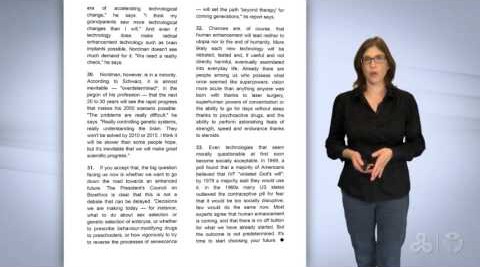 era of accelerating technological
change," he says. "I think my
grandparents saw more technological
changes than I will." And even if
technology does make radical
enhancement technology such as brain
implants possible, Nordman doesn't see
much demand for it. "We need a reality
check," he says.
30. Nordman, however, is in a minority.
According to Schwarz, it is almost
inevitable – "overdetermined", in the
jargon of his profession — that the next
20 to 30 years will see the rapid progress
that makes his 2050 scenario possible.
"The problems are really difficult," he
says. "Really controlling genetic systems,
really understanding the brain. They
won't be solved by 2010 or 2015. I think it
will be slower than some people hope,
but it's inevitable that we will make great
scientific progress."
31. If you accept that, the big question
facing us now is whether we want to go
down the road towards an enhanced
future. The President's Council on
Bioethics is clear that this is not a
debate that can be delayed. "Decisions
we are making today — for instance,
what to do about sex selection or
genetic selection of embryos, or whether
to prescribe behaviour-modifying drugs
to preschoolers, or how vigorously to try
to reverse the processes of senescence
— will set the path 'beyond therapy' for
coming generations," its report says.
32. Chances are, of course, that
human enhancement will lead neither to
utopia nor to the end of humanity. More
likely each new technology will be
debated, tested and, if useful and not
directly harmful, eventually assimilated
into everyday life. Already there are
people among us who possess what
once seemed like superpowers: vision
more acute than anything anyone was
born with thanks to laser surgery,
superhuman powers of concentration or
the ability to go for days without sleep
thanks to psychoactive drugs, and the
ability to perform astonishing feats of
strength, speed and endurance thanks
to steroids.
33. Even technologies that seem
morally questionable at first soon
become socially acceptable. In 1969, a
poll found that a majority of Americans
believed that IVF "violated God's will";
by 1978 a majority said they would use
it. In the 1960s many US states
outlawed the contraceptive pill for fear
that it would be too socially disruptive;
few would do the same now. Most
experts agree that human enhancement is
coming, and that there is no off button
for what we have already started. But
the outcome is not predetermined. It's
time to start choosing your future.